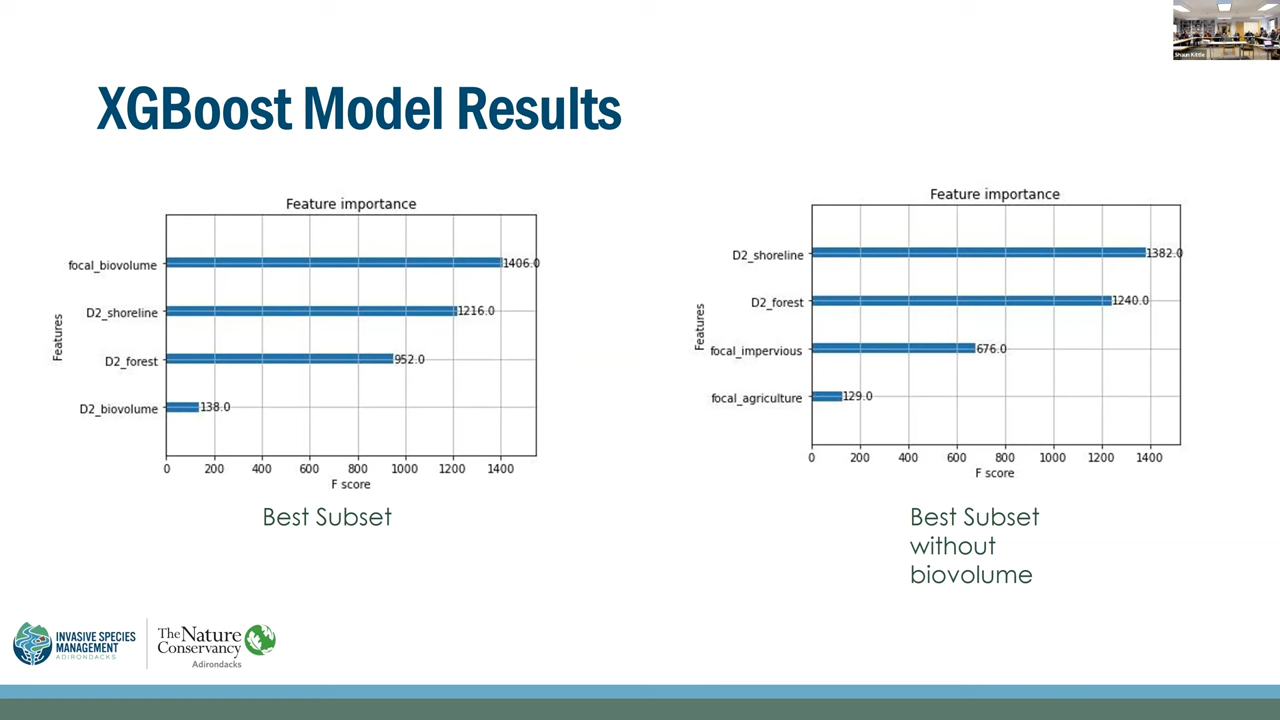 Shaun Kittle
XGBoost Model Results
Feature importance
Features
focal_biovolume
1406.0
D2_shoreline
1216.0
D2_forest
952.0
D2_biovolume
138.0
0 200 400 600 800 1000 1200 1400
F score
Best Subset
Feature importance
Features
D2_shoreline
1382.0
D2_forest
1240.0
focal_impervious
676.0
focal_agriculture
129.0
0 200 400 600 800 1000 1200 1400
F score
Best Subset
without
biovolume
INVASIVE SPECIES
MANAGEMENT
ADIRONDACKS
The Nature
Conservancy
Adirondacks